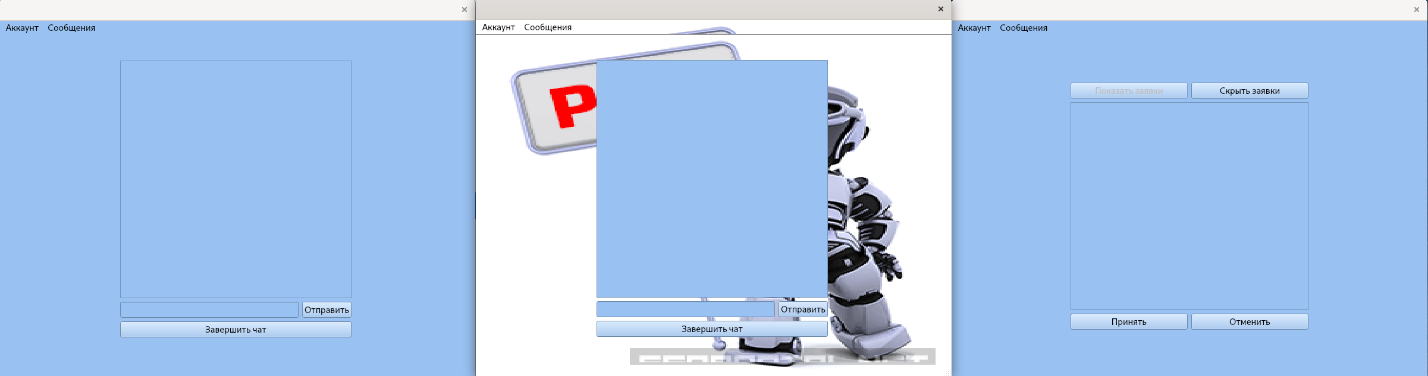 Аккаунт Сообщения
Отправить
Завершить чат
Аккаунт Сообщения
P
Отправить
Завершить чат
Аккаунт Сообщения
Показать заявки Скрыть заявки
Принять Отменить